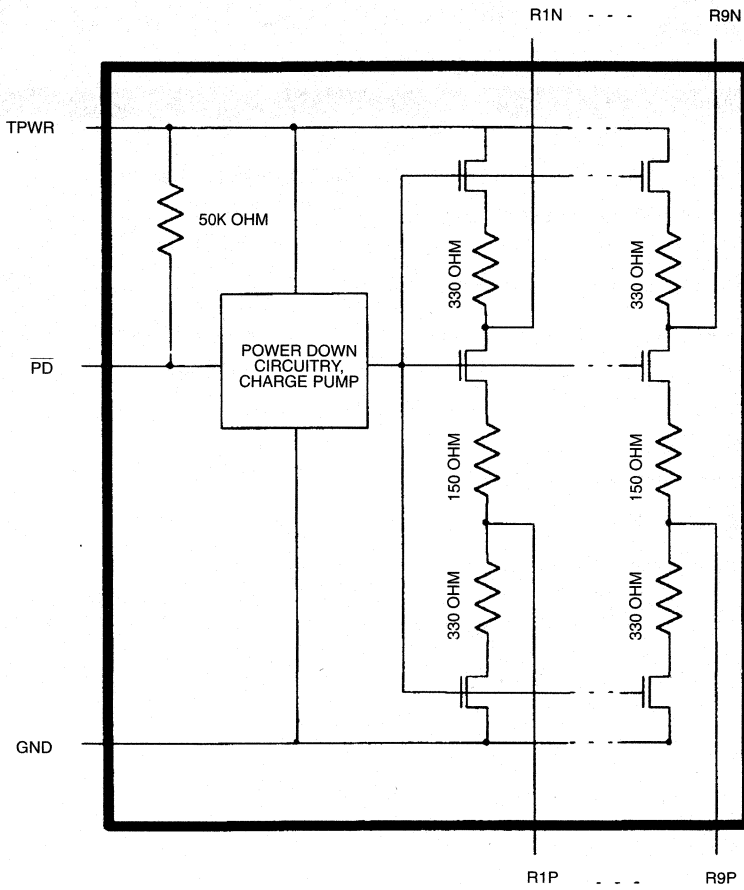 R1N - - - R9N
TPWR
50K OHM
330 OHM
330 OHM
PD
POWER DOWN
CIRCUITRY,
CHARGE PUMP
150 OHM
150 OHM
330 OHM
330 OHM
GND
R1P - - - R9P